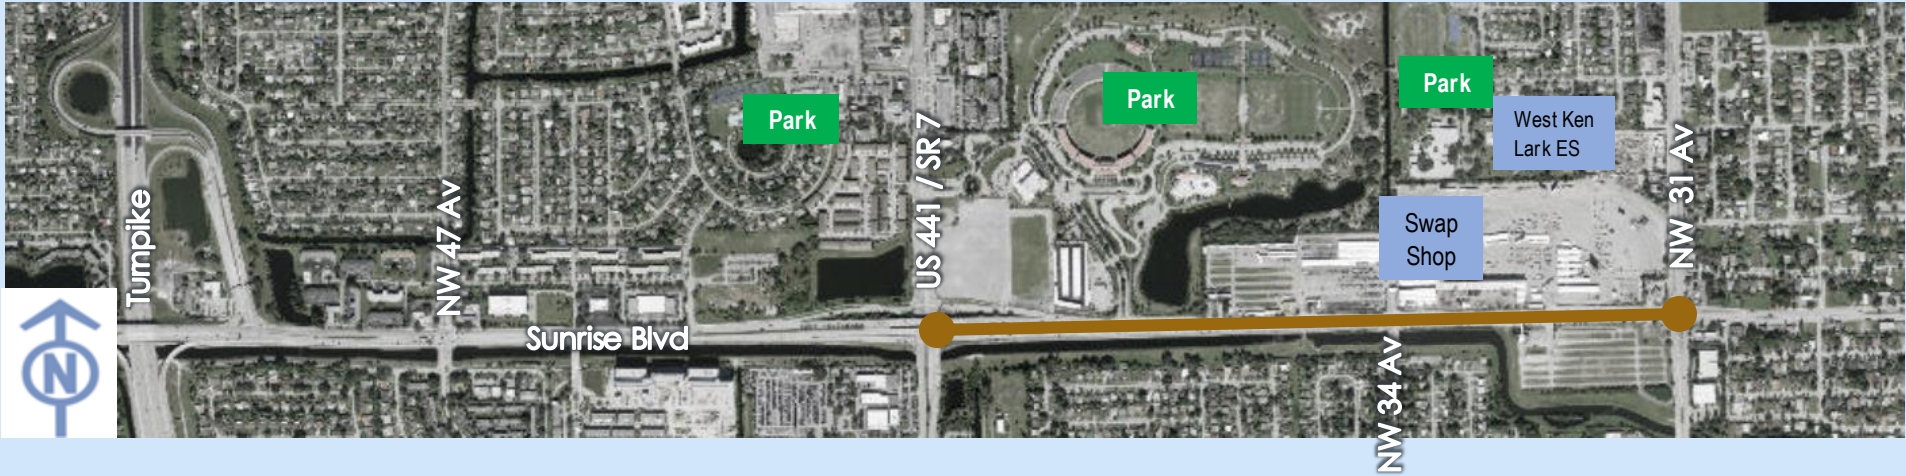 Park
Park
Park
West Ken
Lark ES
Swap
Shop
Turnpike
NW 47 Av
US 441 / SR 7
NW 31 Av
Sunrise Blvd
NW 34 Av
N